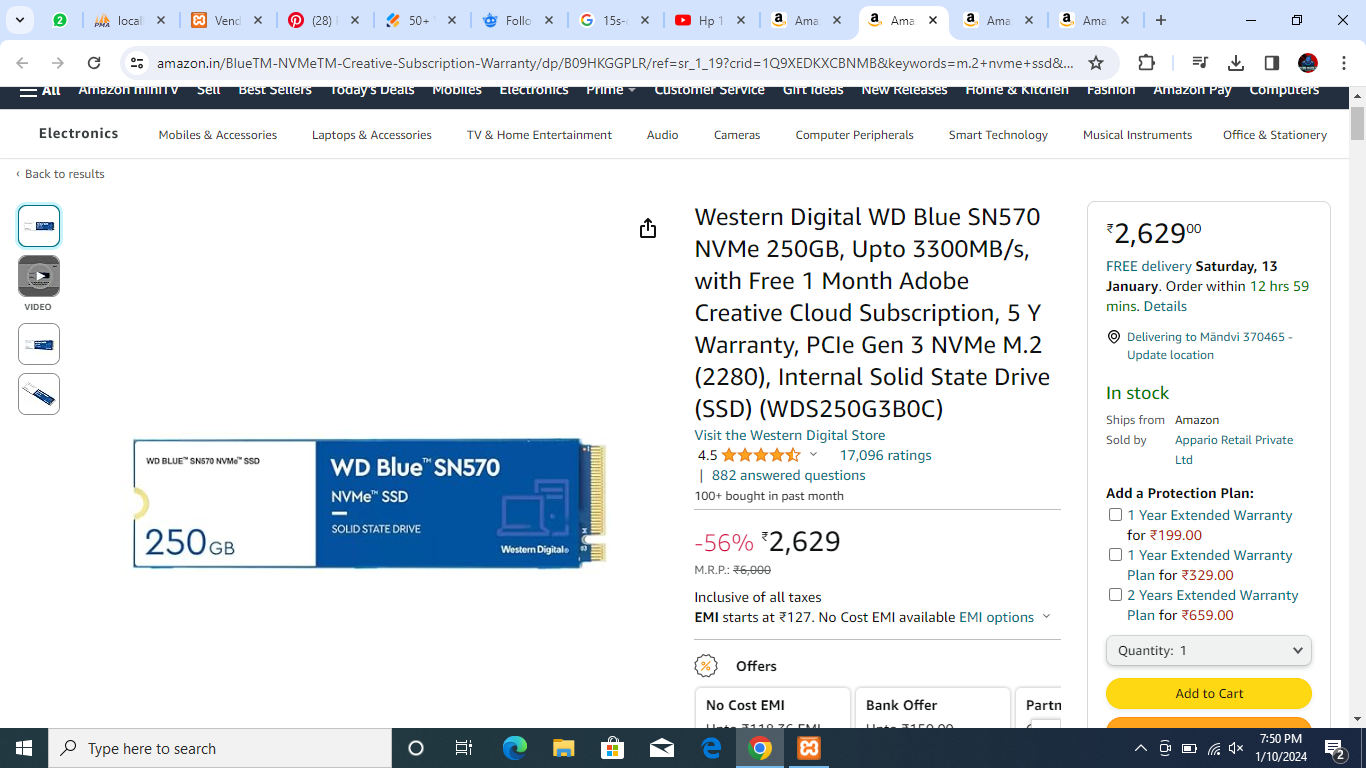 locall
Vend
(28)
50+
Follo
15s-
Hp 1
Ama
Ama
Ama
Ama
amazon.in/BlueTM-NVMeTM-Creative-Subscription-Warranty/dp/B09HKGGPLR/ref=sr_1_19?crid=1Q9XEDKXCBNMB&keywords=m.2+nvme+ssd&...
All Amazon miniTV Sell Best Sellers Today's Deals Mobiles Electronics Prime Customer Service Gift Ideas New Releases Home & Kitchen Fashion Amazon Pay Computers
Electronics Mobiles & Accessories Laptops & Accessories TV & Home Entertainment Audio Cameras Computer Peripherals Smart Technology Musical Instruments Office & Stationery
‹ Back to results
VIDEO
WD BLUE™ SN570 NVMe™ SSD
250GB
WD Blue™ SN570
NVMe™ SSD
SOLID STATE DRIVE
Western Digital®
Western Digital WD Blue SN570
NVMe 250GB, Upto 3300MB/s,
with Free 1 Month Adobe
Creative Cloud Subscription, 5 Y
Warranty, PCIe Gen 3 NVMe M.2
(2280), Internal Solid State Drive
(SSD) (WDS250G3B0C)
Visit the Western Digital Store
4.5 17,096 ratings
| 882 answered questions
100+ bought in past month
-56% ₹2,629
M.R.P.: ₹6,000
Inclusive of all taxes
EMI starts at ₹127. No Cost EMI available EMI options
% Offers
No Cost EMI
Upto ₹118.36 EMI
Bank Offer
Upto ₹150.00
Partn
₹2,62900
FREE delivery Saturday, 13
January. Order within 12 hrs 59
mins. Details
Delivering to Māndvi 370465 -
Update location
In stock
Ships from Amazon
Sold by Appario Retail Private
Ltd
Add a Protection Plan:
1 Year Extended Warranty
for ₹199.00
1 Year Extended Warranty
Plan for ₹329.00
2 Years Extended Warranty
Plan for ₹659.00
Quantity: 1
Add to Cart
Type here to search
7:50 PM
1/10/2024
2